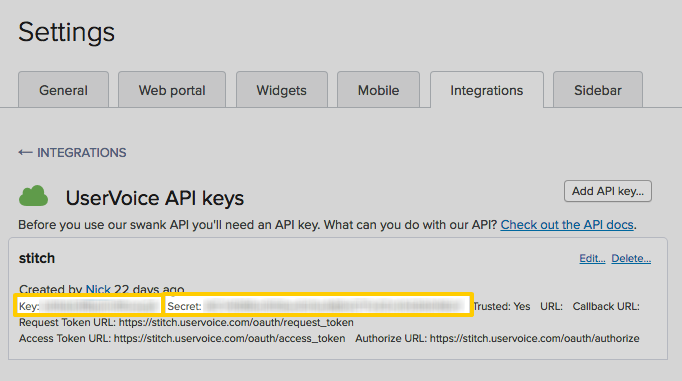 Settings
General Web portal Widgets Mobile Integrations Sidebar
← INTEGRATIONS
UserVoice API keys Add API key...
Before you use our swank API you'll need an API key. What can you do with our API? Check out the API docs.
stitch Edit... Delete...
Created by Nick 22 days ago
Key: Secret: Trusted: Yes URL: Callback URL:
Request Token URL: https://stitch.uservoice.com/oauth/request_token
Access Token URL: https://stitch.uservoice.com/oauth/access_token Authorize URL: https://stitch.uservoice.com/oauth/authorize